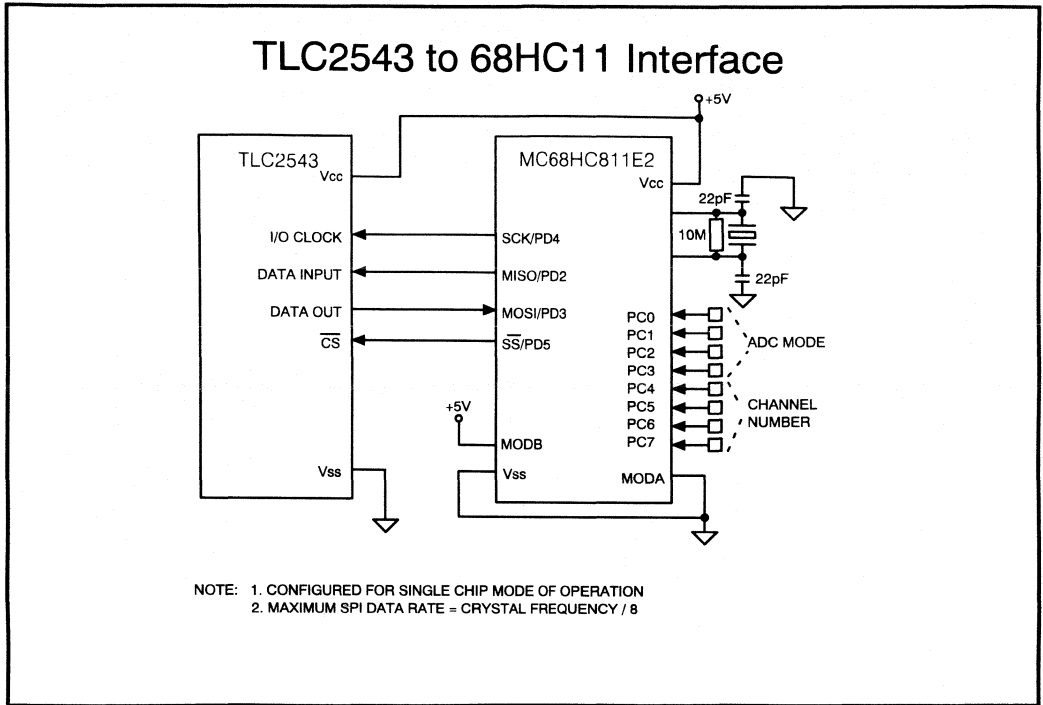 TLC2543 to 68HC11 Interface
+5V
TLC2543
Vcc
I/O CLOCK
DATA INPUT
DATA OUT
CS
Vss
MC68HC811E2
Vcc
SCK/PD4
MISO/PD2
MOSI/PD3
SS/PD5
+5V
MODB
Vss
22pF
10M
22pF
PC0
PC1
PC2
PC3
PC4
PC5
PC6
PC7
MODA
ADC MODE
CHANNEL
NUMBER
NOTE: 1. CONFIGURED FOR SINGLE CHIP MODE OF OPERATION
2. MAXIMUM SPI DATA RATE = CRYSTAL FREQUENCY / 8